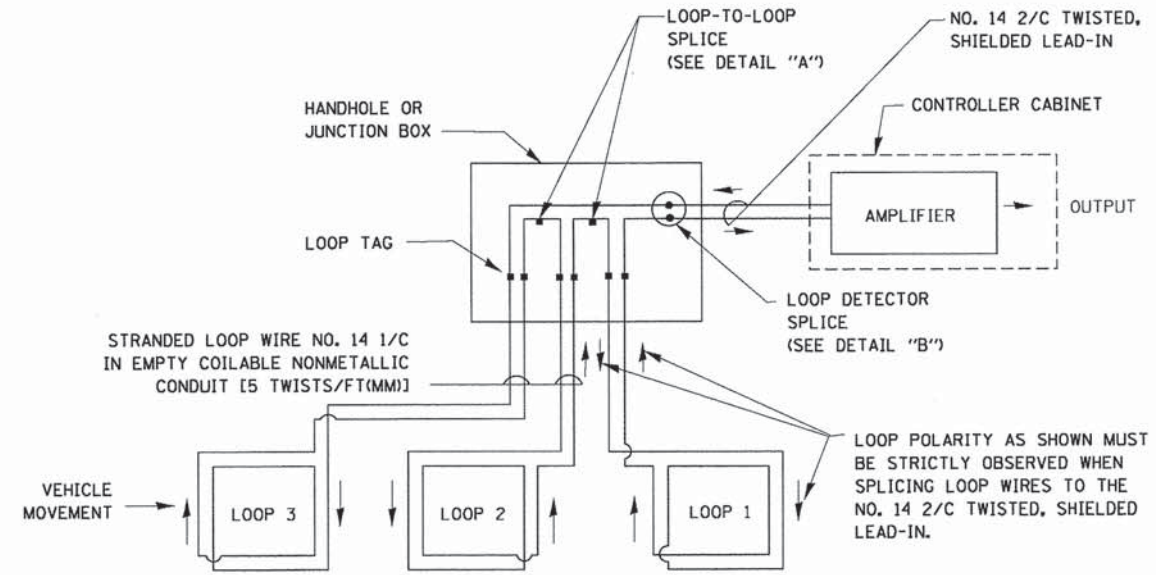 LOOP-TO-LOOP
SPLICE
(SEE DETAIL "A")
NO. 14 2/C TWISTED,
SHIELDED LEAD-IN
HANDHOLE OR
JUNCTION BOX
CONTROLLER CABINET
AMPLIFIER
OUTPUT
LOOP TAG
LOOP DETECTOR
SPLICE
(SEE DETAIL "B")
STRANDED LOOP WIRE NO. 14 1/C
IN EMPTY COILABLE NONMETALLIC
CONDUIT [5 TWISTS/FT(MM)]
LOOP POLARITY AS SHOWN MUST
BE STRICTLY OBSERVED WHEN
SPLICING LOOP WIRES TO THE
NO. 14 2/C TWISTED, SHIELDED
LEAD-IN.
VEHICLE
MOVEMENT
LOOP 3
LOOP 2
LOOP 1